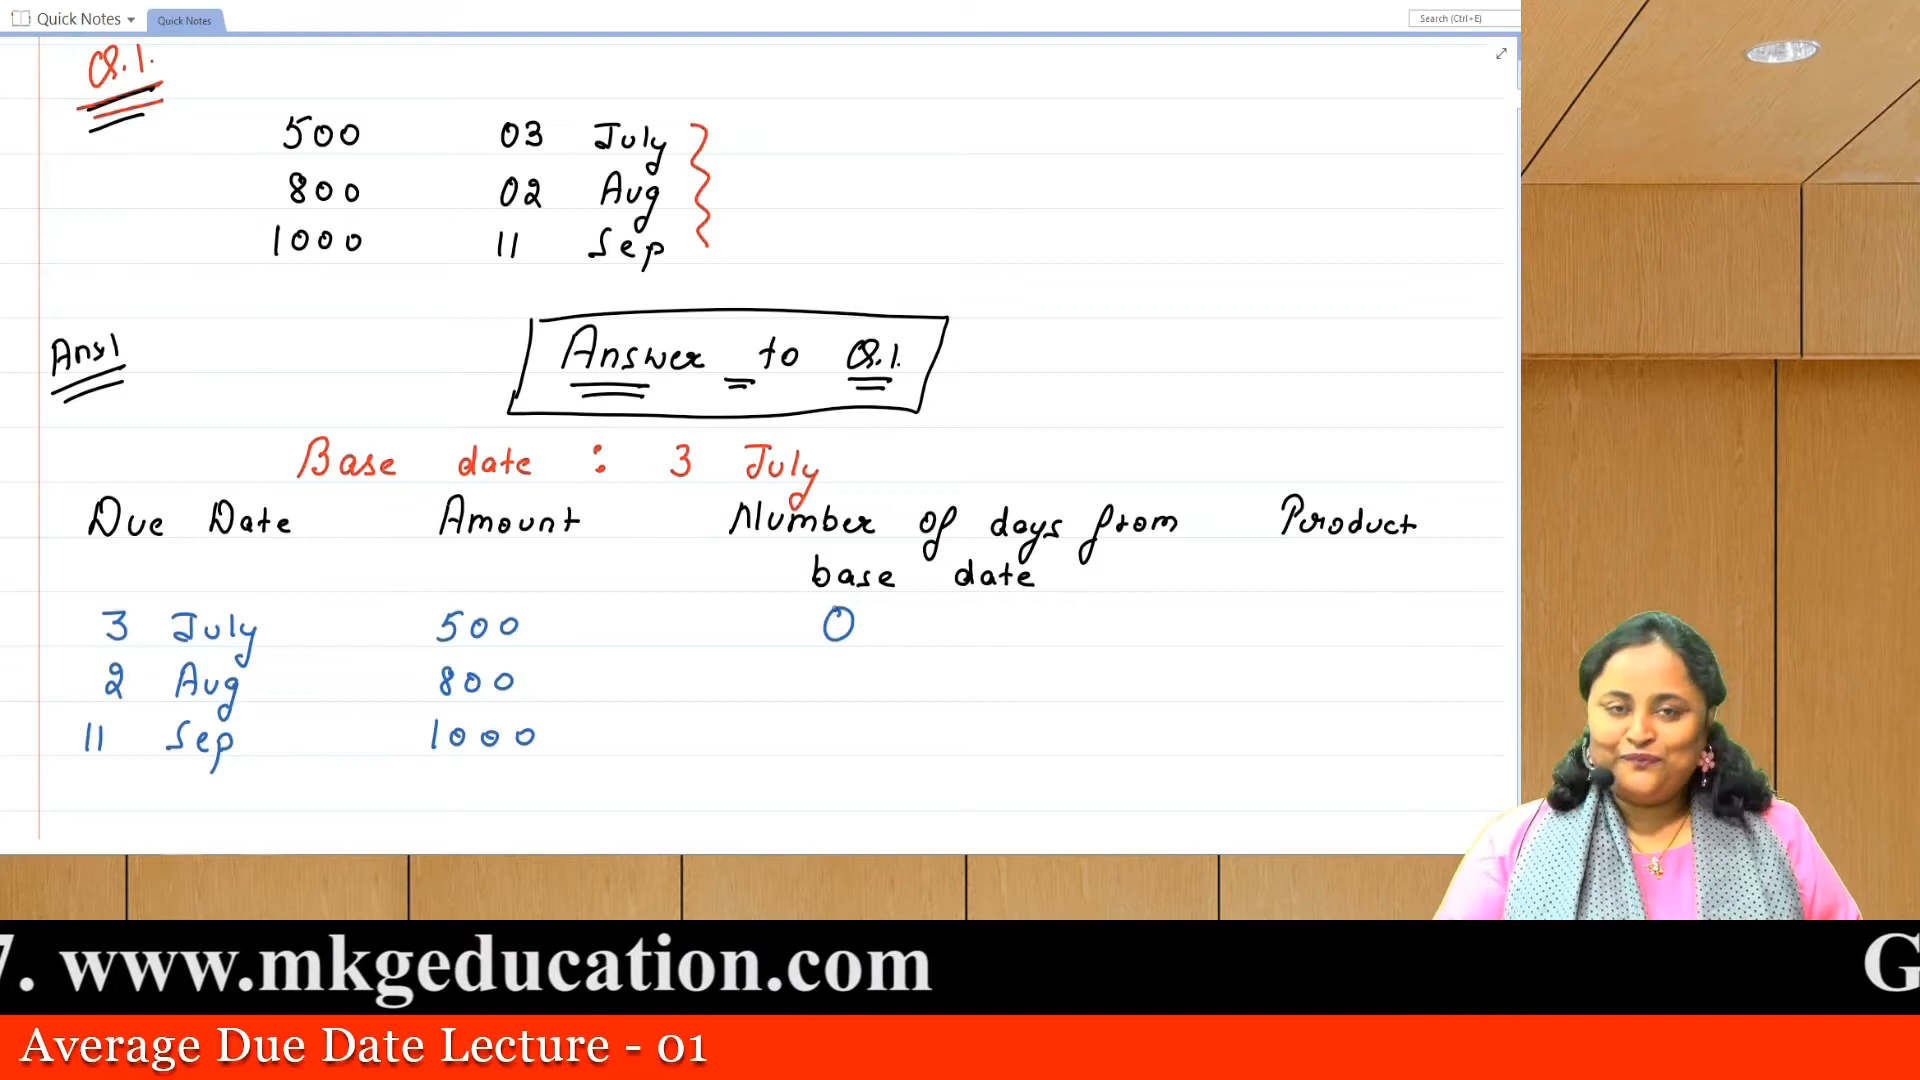 Quick Notes
Quick Notes
Search (Ctrl+E)
Q.1.
500 03 July
800 02 Aug
1000 11 Sep
Ans1
Answer to Q.1.
Base date : 3 July
Due Date Amount Number of days from base date Product
3 July 500 0
2 Aug 800
11 Sep 1000
7. www.mkgeducation.com G
Average Due Date Lecture - 01